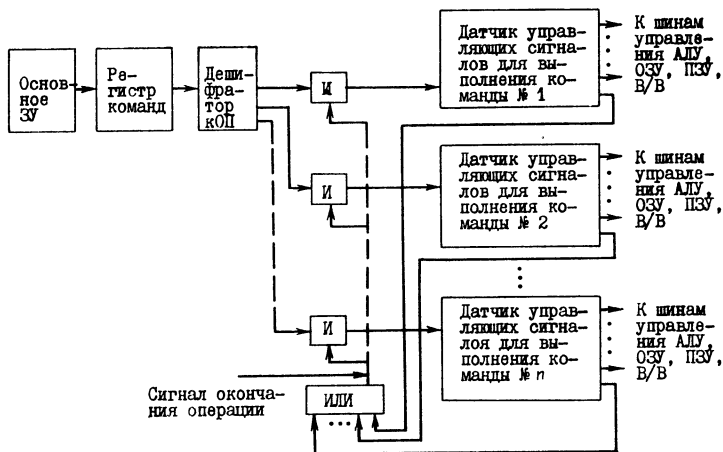 Основное
ЗУ
Ре-
гистр
команд
Деши-
фра-
тор
кОП
И
Датчик управ-
ляющих сигна-
лов для вы-
полнения ко-
манды № 1
К шинам
управле-
ния АЛУ,
ОЗУ, ПЗУ,
В/В
И
Датчик управ-
ляющих сигна-
лов для вы-
полнения ко-
манды № 2
К шинам
управле-
ния АЛУ,
ОЗУ, ПЗУ,
В/В
И
Датчик управ-
ляющих сигна-
лоя для вы-
полнения ко-
манды № n
К шинам
управле-
ния АЛУ,
ОЗУ, ПЗУ,
В/В
Сигнал оконча-
ния операции
ИЛИ